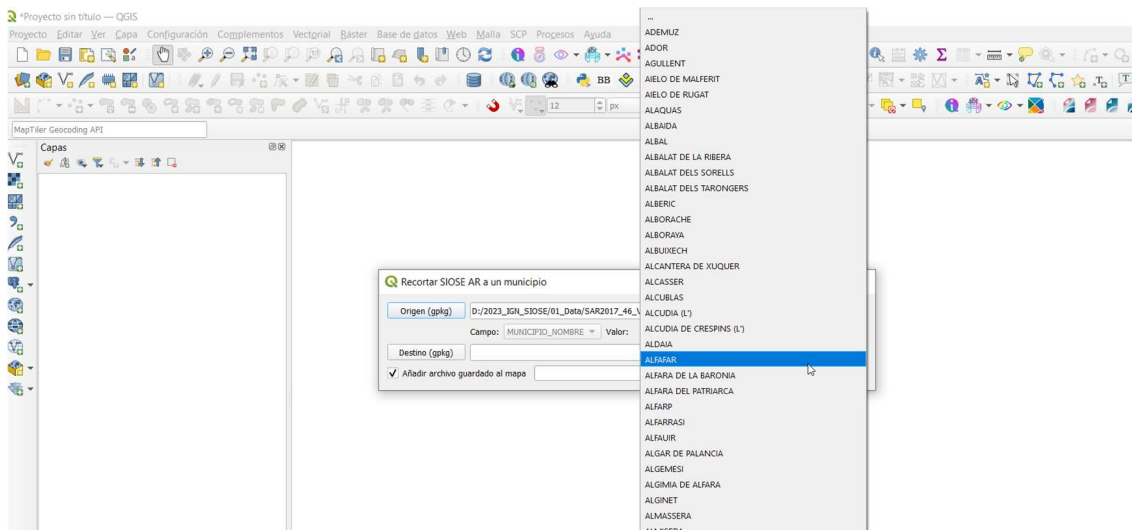 *Proyecto sin título — QGIS
Proyecto Editar Ver Capa Configuración Complementos Vectorial Ráster Base de datos Web Malla SCP Procesos Ayuda
BB
12 px
MapTiler Geocoding API
Capas
Recortar SIOSE AR a un municipio
Origen (gpkg) D:/2023_IGN_SIOSE/01_Data/SAR2017_46_V
Campo: MUNICIPIO_NOMBRE Valor:
Destino (gpkg)
Añadir archivo guardado al mapa
...
ADEMUZ
ADOR
AGULLENT
AIELO DE MALFERIT
AIELO DE RUGAT
ALAQUAS
ALBAIDA
ALBAL
ALBALAT DE LA RIBERA
ALBALAT DELS SORELLS
ALBALAT DELS TARONGERS
ALBERIC
ALBORACHE
ALBORAYA
ALBUIXECH
ALCANTERA DE XUQUER
ALCASSER
ALCUBLAS
ALCUDIA (L')
ALCUDIA DE CRESPINS (L')
ALDAIA
ALFAFAR
ALFARA DE LA BARONIA
ALFARA DEL PATRIARCA
ALFARP
ALFARRASI
ALFAUIR
ALGAR DE PALANCIA
ALGEMESI
ALGIMIA DE ALFARA
ALGINET
ALMASSERA